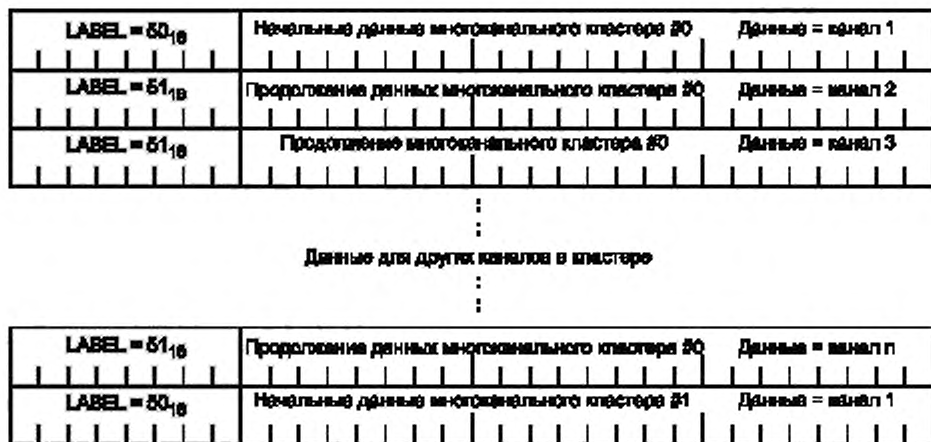 LABEL = 50₁₆ Начальные данные многоканального кластера #0 Данные = канал 1
LABEL = 51₁₆ Продолжение данных многоканального кластера #0 Данные = канал 2
LABEL = 51₁₆ Продолжение многоканального кластера #0 Данные = канал 3
Данные для других каналов в кластере
LABEL = 51₁₆ Продолжение данных многоканального кластера #0 Данные = канал n
LABEL = 50₁₆ Начальные данные многоканального кластера #1 Данные = канал 1